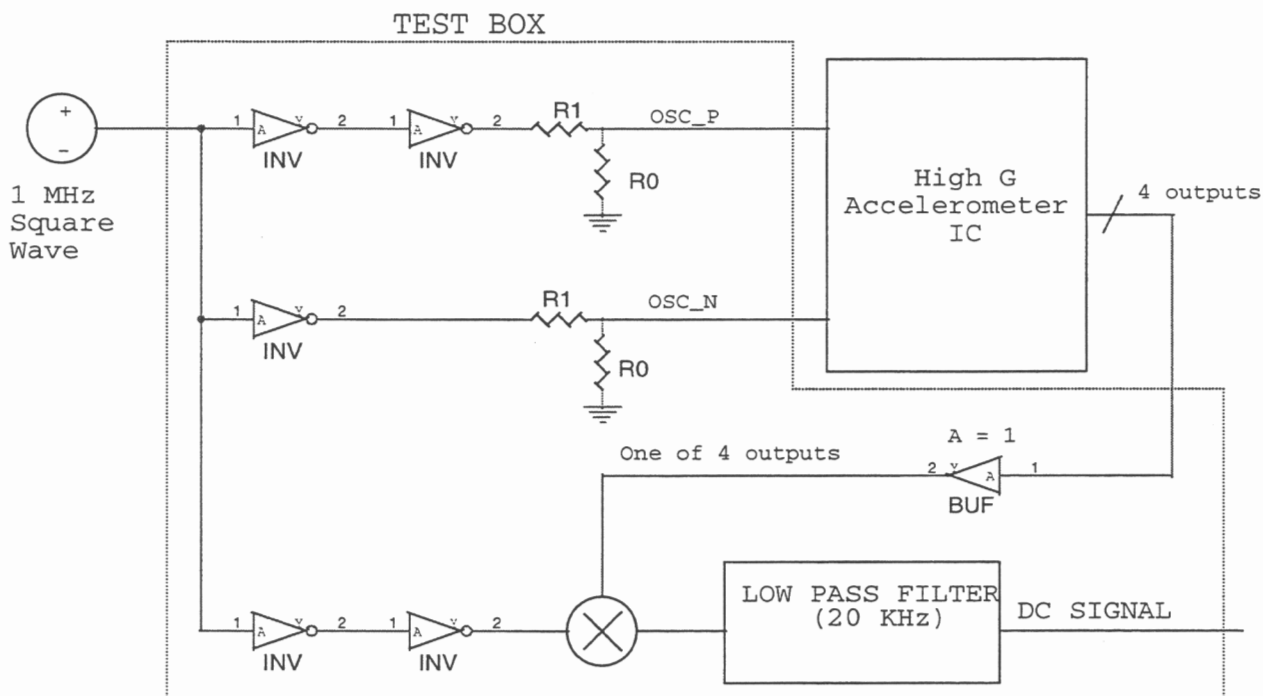 TEST BOX
+
-
1 MHz
Square
Wave
1 A Y 2 1 A Y 2
INV INV
R1
OSC_P
R0
High G
Accelerometer
IC
4 outputs
1 A Y 2
INV
R1
OSC_N
R0
One of 4 outputs
A = 1
2 Y A 1
BUF
1 A Y 2 1 A Y 2
INV INV
LOW PASS FILTER
(20 KHz)
DC SIGNAL